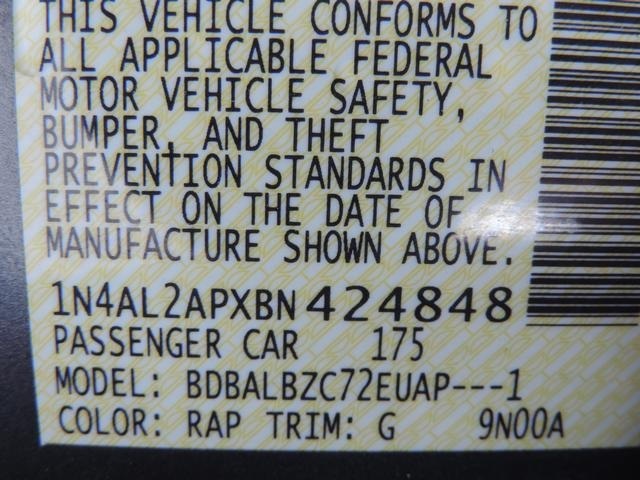 THIS VEHICLE CONFORMS TO
ALL APPLICABLE FEDERAL
MOTOR VEHICLE SAFETY,
BUMPER, AND THEFT
PREVENTION STANDARDS IN
EFFECT ON THE DATE OF
MANUFACTURE SHOWN ABOVE.
1N4AL2APXBN424848
PASSENGER CAR 175
MODEL: BDBALBZC72EUAP---1
COLOR: RAP TRIM: G 9N00A